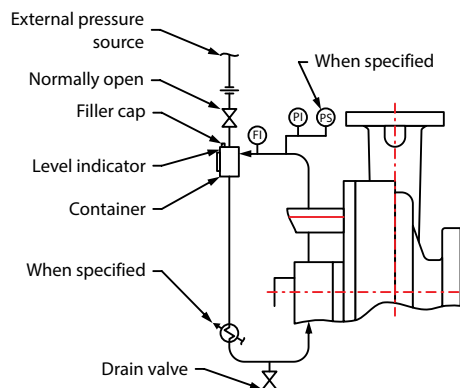 External pressure
source
When specified
Normally open
Filler cap
PI
PS
FI
Level indicator
Container
When specified
Drain valve